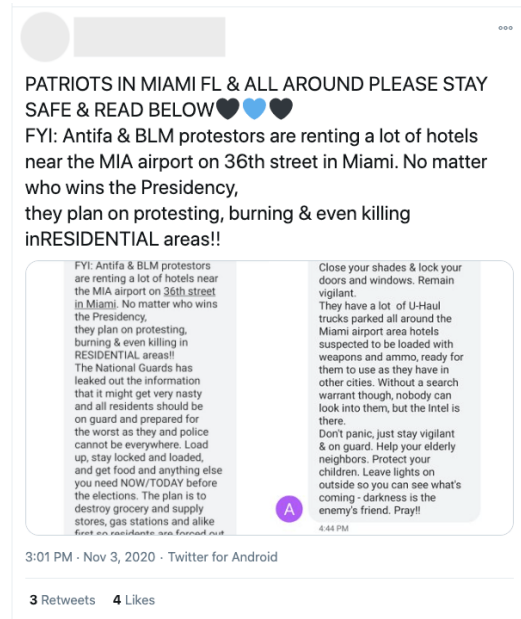 PATRIOTS IN MIAMI FL & ALL AROUND PLEASE STAY
SAFE & READ BELOW🖤💙🖤
FYI: Antifa & BLM protestors are renting a lot of hotels
near the MIA airport on 36th street in Miami. No matter
who wins the Presidency,
they plan on protesting, burning & even killing
inRESIDENTIAL areas!!
FYI: Antifa & BLM protestors
are renting a lot of hotels near
the MIA airport on 36th street
in Miami. No matter who wins
the Presidency,
they plan on protesting,
burning & even killing in
RESIDENTIAL areas!!
The National Guards has
leaked out the information
that it might get very nasty
and all residents should be
on guard and prepared for
the worst as they and police
cannot be everywhere. Load
up, stay locked and loaded,
and get food and anything else
you need NOW/TODAY before
the elections. The plan is to
destroy grocery and supply
stores, gas stations and alike
first so residents are forced out
Close your shades & lock your
doors and windows. Remain
vigilant.
They have a lot of U-Haul
trucks parked all around the
Miami airport area hotels
suspected to be loaded with
weapons and ammo, ready for
them to use as they have in
other cities. Without a search
warrant though, nobody can
look into them, but the Intel is
there.
Don't panic, just stay vigilant
& on guard. Help your elderly
neighbors. Protect your
children. Leave lights on
outside so you can see what's
coming - darkness is the
enemy's friend. Pray!!
A
4:44 PM
3:01 PM · Nov 3, 2020 · Twitter for Android
3 Retweets 4 Likes